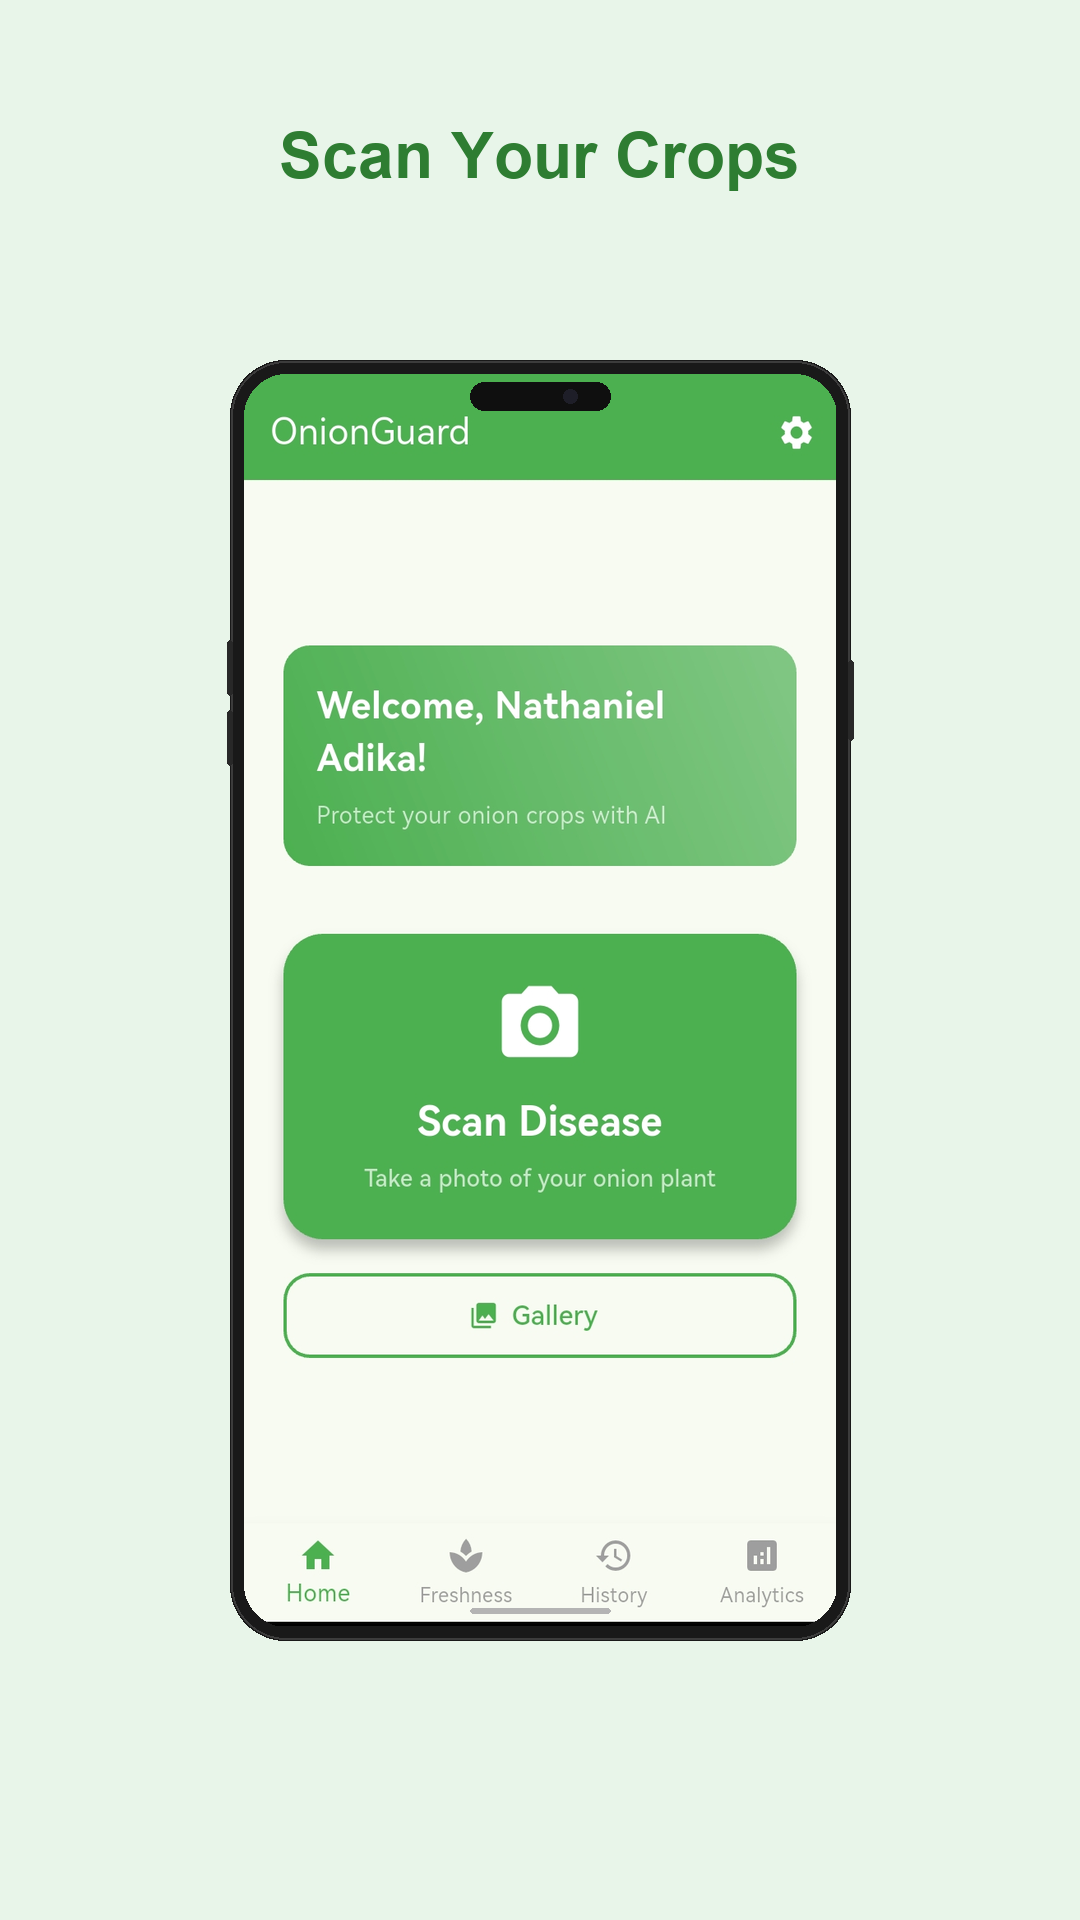 Scan Your Crops
OnionGuard
Welcome, Nathaniel
Adika!
Protect your onion crops with AI
Scan Disease
Take a photo of your onion plant
Gallery
Home
Freshness
History
Analytics